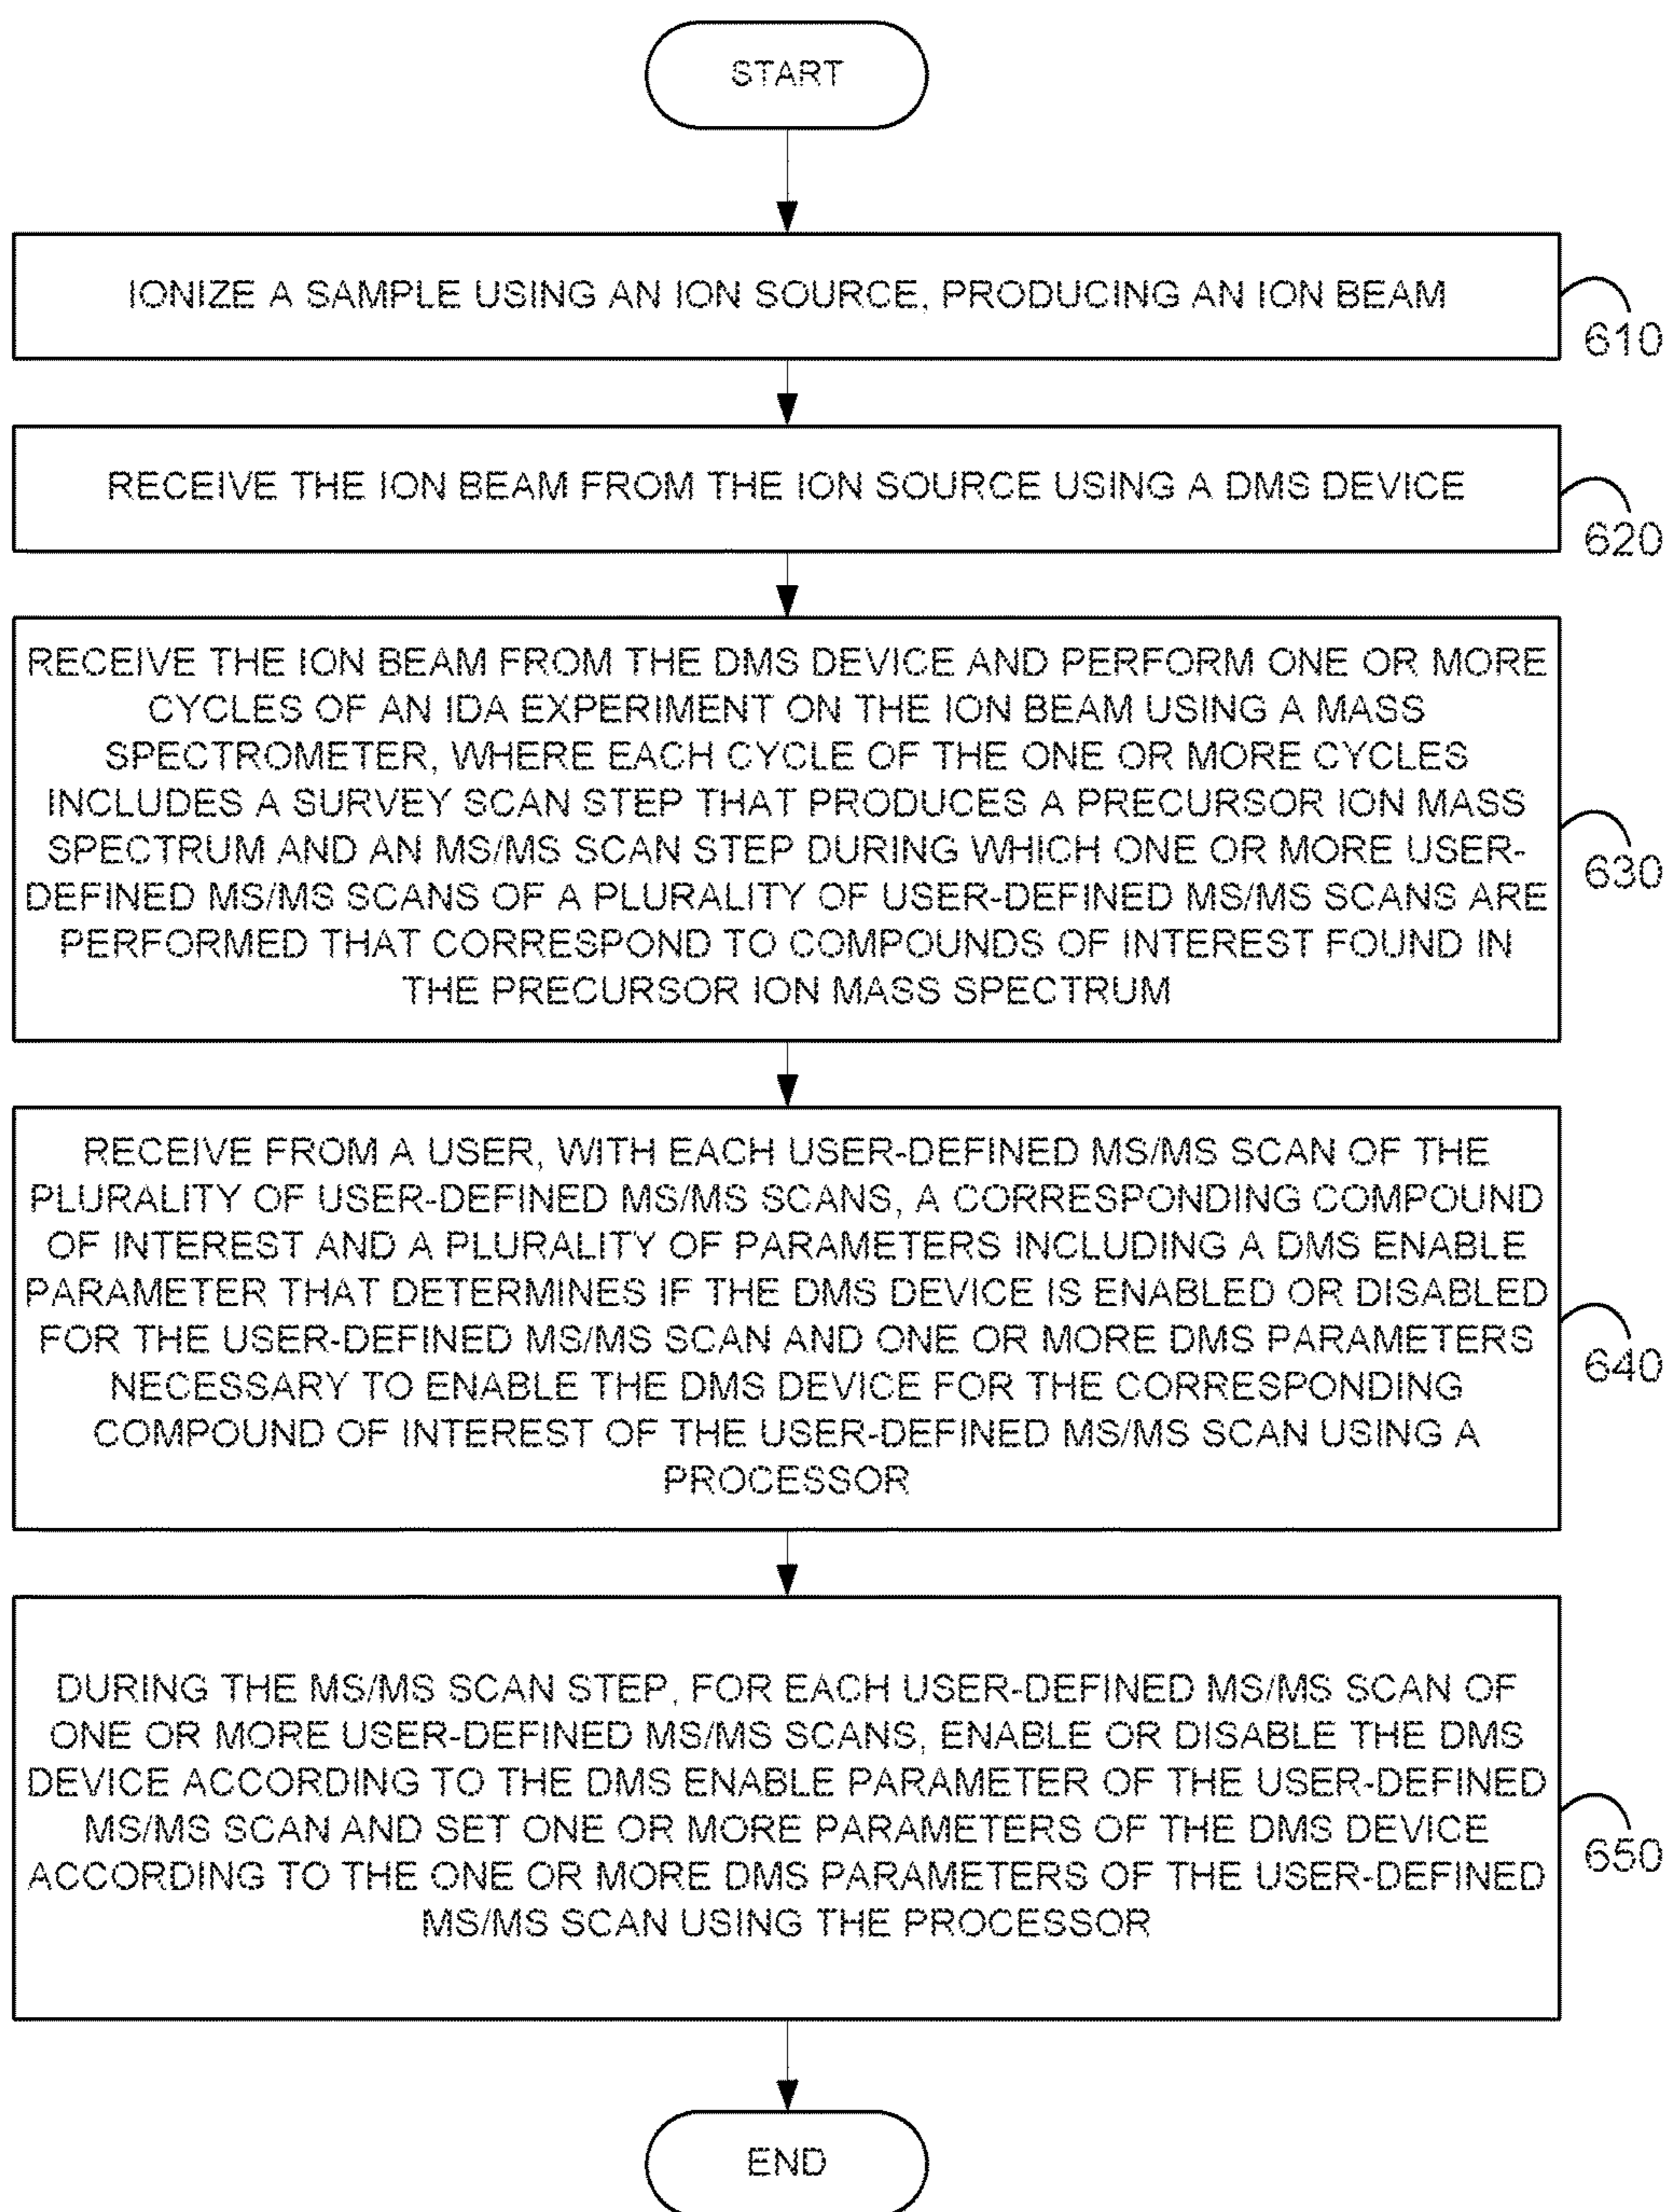 START
IONIZE A SAMPLE USING AN ION SOURCE, PRODUCING AN ION BEAM
610
RECEIVE THE ION BEAM FROM THE ION SOURCE USING A DMS DEVICE
620
RECEIVE THE ION BEAM FROM THE DMS DEVICE AND PERFORM ONE OR MORE
CYCLES OF AN IDA EXPERIMENT ON THE ION BEAM USING A MASS
SPECTROMETER, WHERE EACH CYCLE OF THE ONE OR MORE CYCLES
INCLUDES A SURVEY SCAN STEP THAT PRODUCES A PRECURSOR ION MASS
SPECTRUM AND AN MS/MS SCAN STEP DURING WHICH ONE OR MORE USER-
DEFINED MS/MS SCANS OF A PLURALITY OF USER-DEFINED MS/MS SCANS ARE
PERFORMED THAT CORRESPOND TO COMPOUNDS OF INTEREST FOUND IN
THE PRECURSOR ION MASS SPECTRUM
630
RECEIVE FROM A USER, WITH EACH USER-DEFINED MS/MS SCAN OF THE
PLURALITY OF USER-DEFINED MS/MS SCANS, A CORRESPONDING COMPOUND
OF INTEREST AND A PLURALITY OF PARAMETERS INCLUDING A DMS ENABLE
PARAMETER THAT DETERMINES IF THE DMS DEVICE IS ENABLED OR DISABLED
FOR THE USER-DEFINED MS/MS SCAN AND ONE OR MORE DMS PARAMETERS
NECESSARY TO ENABLE THE DMS DEVICE FOR THE CORRESPONDING
COMPOUND OF INTEREST OF THE USER-DEFINED MS/MS SCAN USING A
PROCESSOR
640
DURING THE MS/MS SCAN STEP, FOR EACH USER-DEFINED MS/MS SCAN OF
ONE OR MORE USER-DEFINED MS/MS SCANS, ENABLE OR DISABLE THE DMS
DEVICE ACCORDING TO THE DMS ENABLE PARAMETER OF THE USER-DEFINED
MS/MS SCAN AND SET ONE OR MORE PARAMETERS OF THE DMS DEVICE
ACCORDING TO THE ONE OR MORE DMS PARAMETERS OF THE USER-DEFINED
MS/MS SCAN USING THE PROCESSOR
650
END